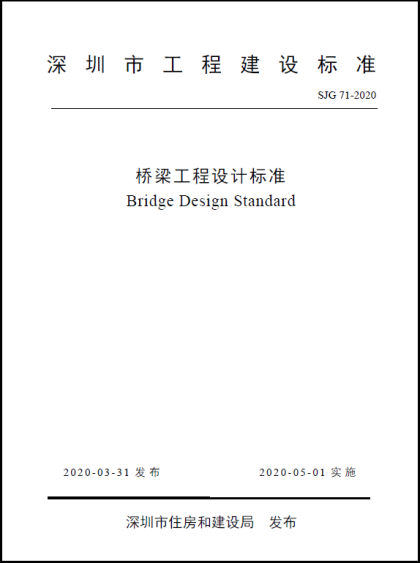 深圳市工程建设标准
SJG 71-2020
桥梁工程设计标准
Bridge Design Standard
2020-03-31 发布 2020-05-01 实施
深圳市住房和建设局 发布